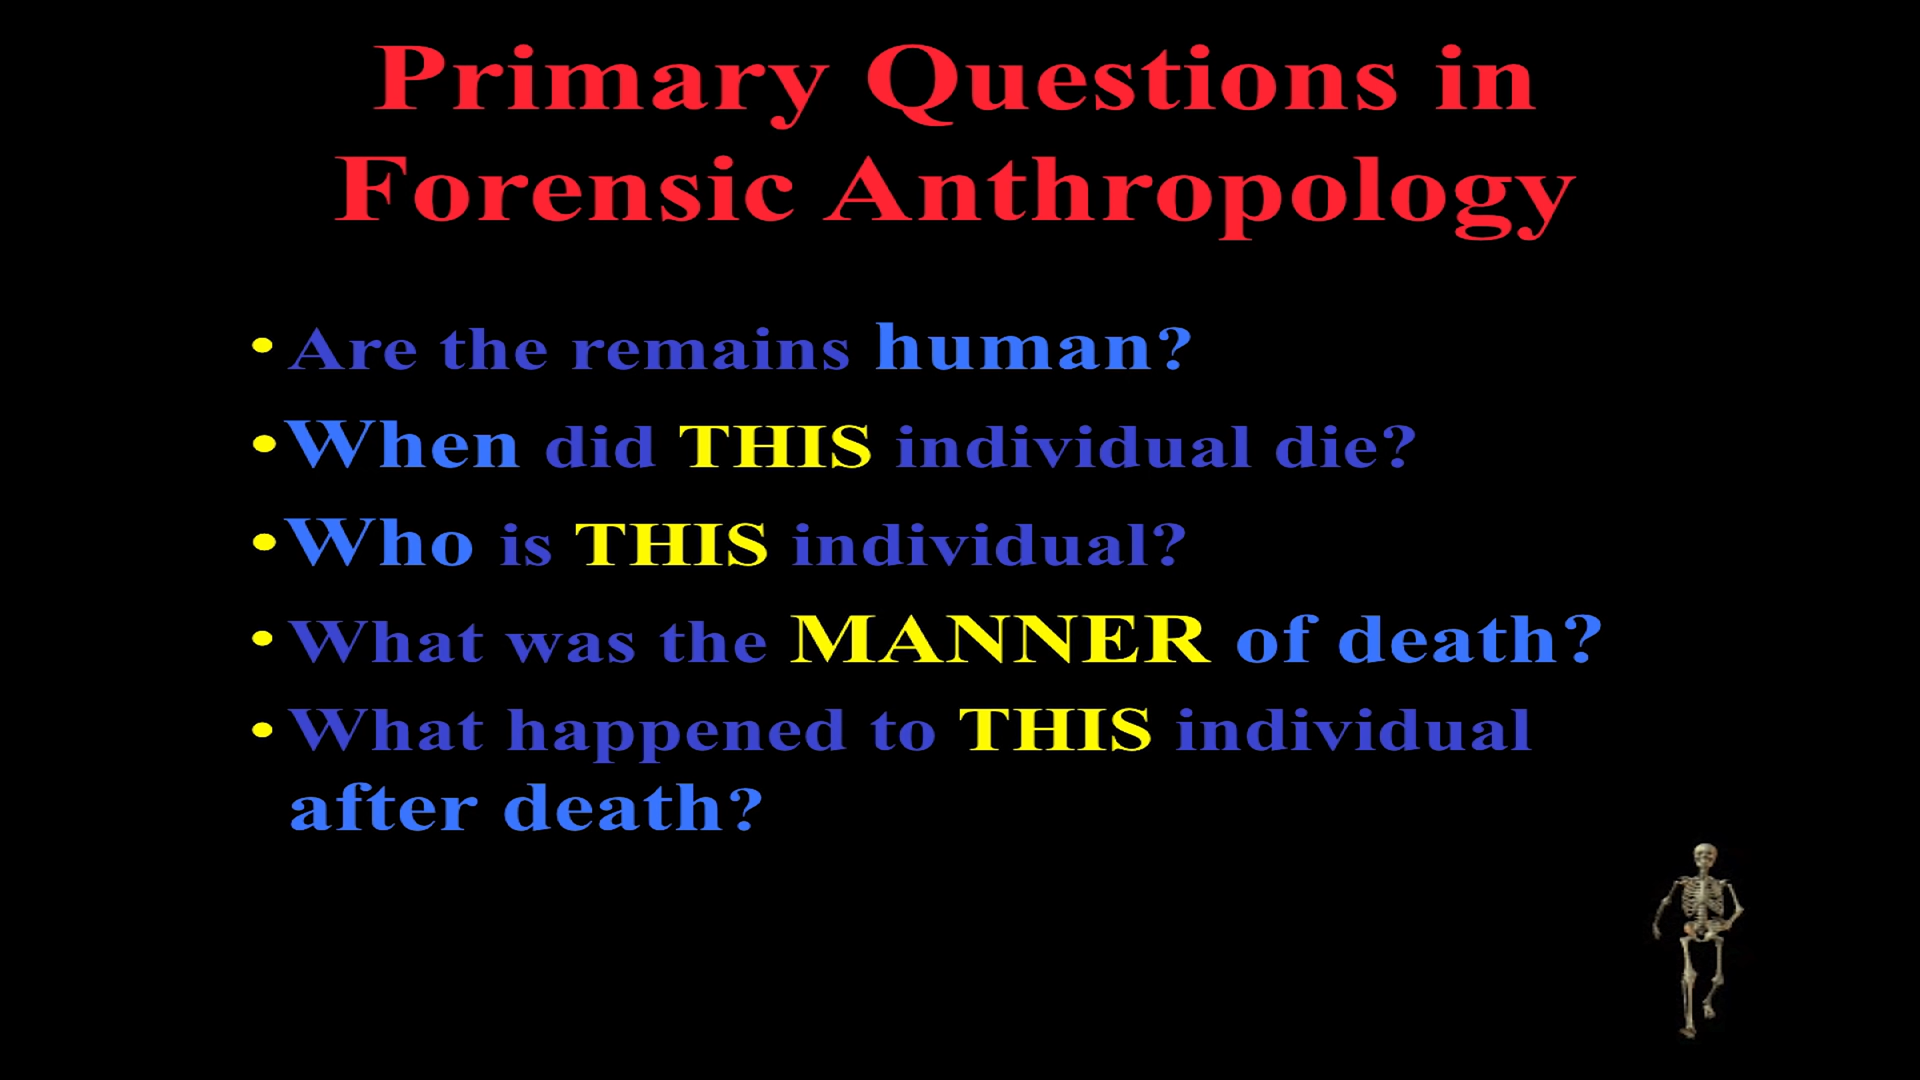 Primary Questions in
Forensic Anthropology
• Are the remains human?
• When did THIS individual die?
• Who is THIS individual?
• What was the MANNER of death?
• What happened to THIS individual
after death?